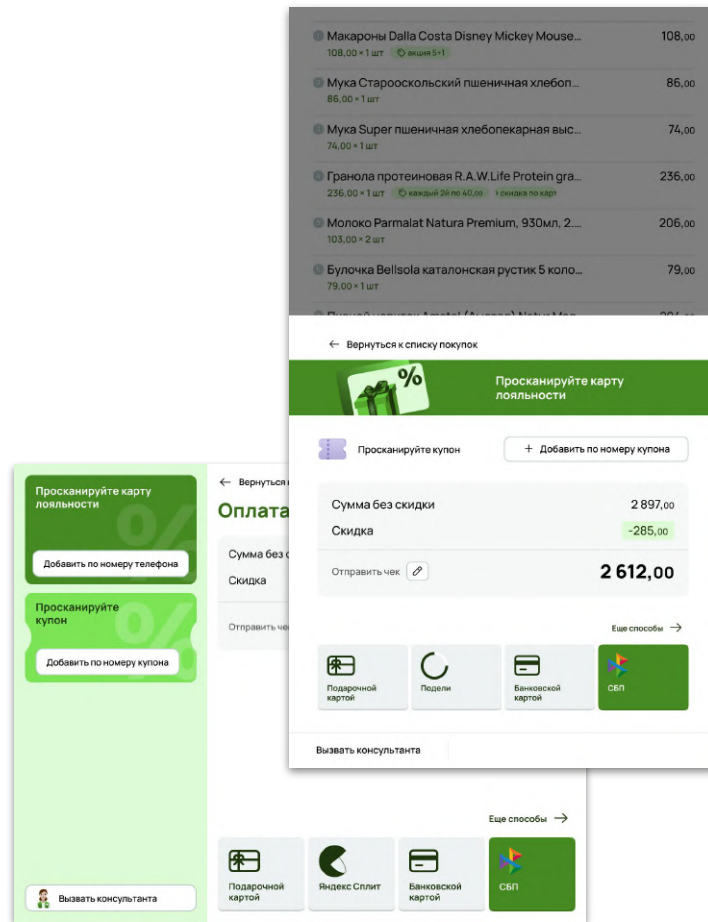 Макароны Dalla Costa Disney Mickey Mouse... 108,00
108,00 × 1 шт акция 5+1
Мука Старооскольский пшеничная хлебоп... 86,00
86,00 × 1 шт
Мука Super пшеничная хлебопекарная выс... 74,00
74,00 × 1 шт
Гранола протеиновая R.A.W.Life Protein gra... 236,00
236,00 × 1 шт каждый 2й по 40,00 скидка по карт
Молоко Parmalat Natura Premium, 930мл, 2.... 206,00
103,00 × 2 шт
Булочка Bellsola каталонская рустик 5 коло... 79,00
79,00 × 1 шт
← Вернуться к списку покупок
%
Просканируйте карту
лояльности
Просканируйте купон
+ Добавить по номеру купона
Сумма без скидки 2 897,00
Скидка -285,00
Отправить чек 2 612,00
Еще способы →
Подарочной
картой
Подели
Банковской
картой
СБП
Вызвать консультанта
Просканируйте карту
лояльности
%
Добавить по номеру телефона
Просканируйте
купон
%
Добавить по номеру купона
Вызвать консультанта
← Вернуться
Оплата
Сумма без
Скидка
Отправить
Еще способы →
Подарочной
картой
Яндекс Сплит
Банковской
картой
СБП